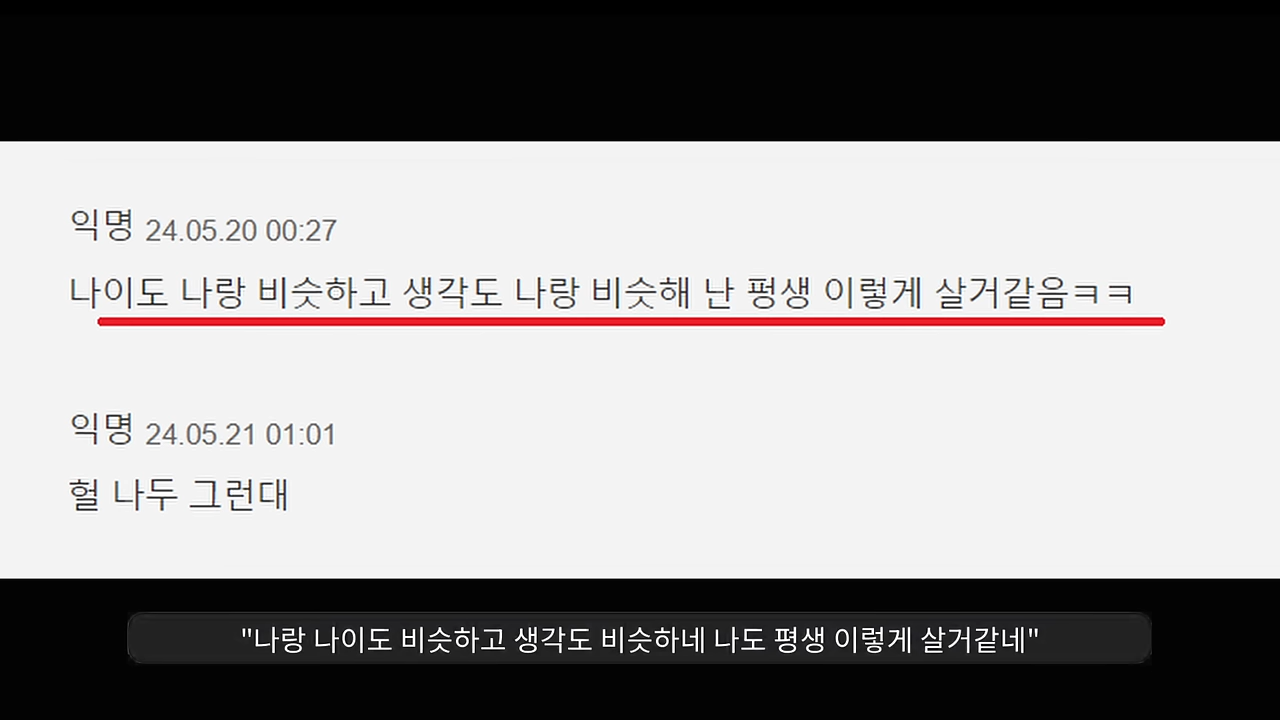 익명 24.05.20 00:27
나이도 나랑 비슷하고 생각도 나랑 비슷해 난 펑생 이렇게 살거같음ㅋㅋ
익명 24.05.21 01:01
헐 나두 그런대
"나랑 나이도 비슷하고 생각도 비슷하네 나도 평생 이렇게 살거같네"